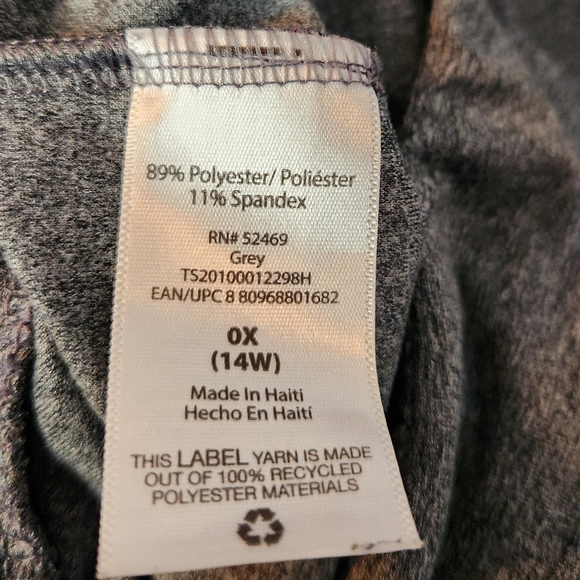 89% Polyester/ Poliéster
11% Spandex
RN# 52469
Grey
TS20100012298H
EAN/UPC 8 80968801682
0X
(14W)
Made In Haiti
Hecho En Haití
THIS LABEL YARN IS MADE
OUT OF 100% RECYCLED
POLYESTER MATERIALS